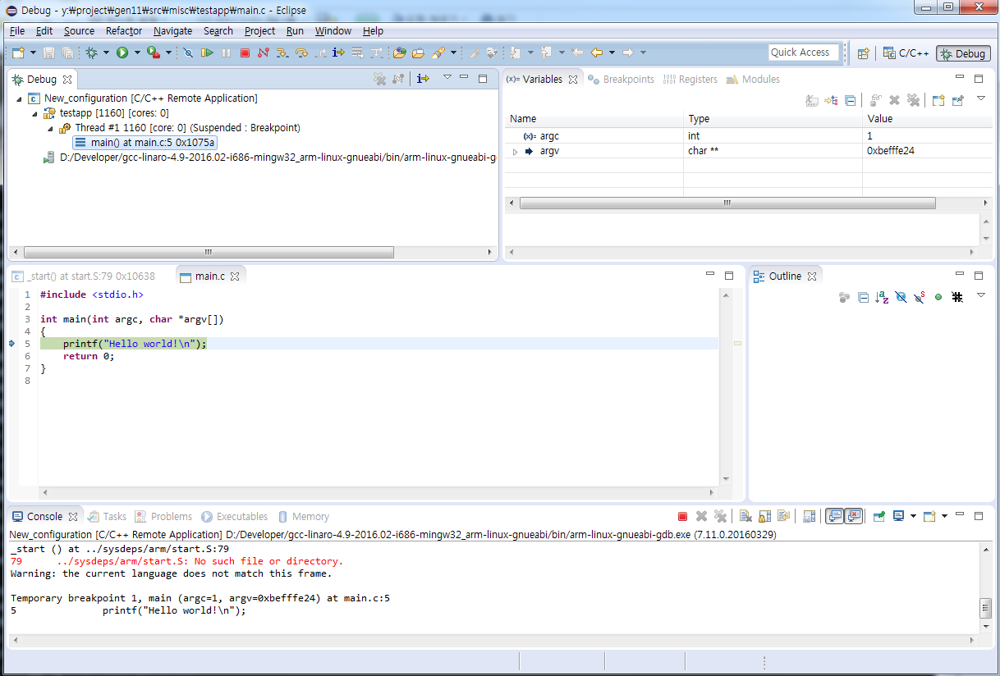 Debug - y:₩project₩gen11₩src₩misc₩testapp₩main.c - Eclipse
File Edit Source Refactor Navigate Search Project Run Window Help
Quick Access
C/C++
Debug
Debug
New_configuration [C/C++ Remote Application]
testapp [1160] [cores: 0]
Thread #1 1160 [core: 0] (Suspended : Breakpoint)
main() at main.c:5 0x1075a
D:/Developer/gcc-linaro-4.9-2016.02-i686-mingw32_arm-linux-gnueabi/bin/arm-linux-gnueabi-g
(x)= Variables Breakpoints Registers Modules
Name Type Value
(x)= argc int 1
argv char ** 0xbefffe24
_start() at start.S:79 0x10638
main.c
1 #include <stdio.h>
2
3 int main(int argc, char *argv[])
4 {
5 printf("Hello world!\n");
6 return 0;
7 }
8
Outline
Console Tasks Problems Executables Memory
New_configuration [C/C++ Remote Application] D:/Developer/gcc-linaro-4.9-2016.02-i686-mingw32_arm-linux-gnueabi/bin/arm-linux-gnueabi-gdb.exe (7.11.0.20160329)
_start () at ../sysdeps/arm/start.S:79
79 ../sysdeps/arm/start.S: No such file or directory.
Warning: the current language does not match this frame.
Temporary breakpoint 1, main (argc=1, argv=0xbefffe24) at main.c:5
5 printf("Hello world!\n");